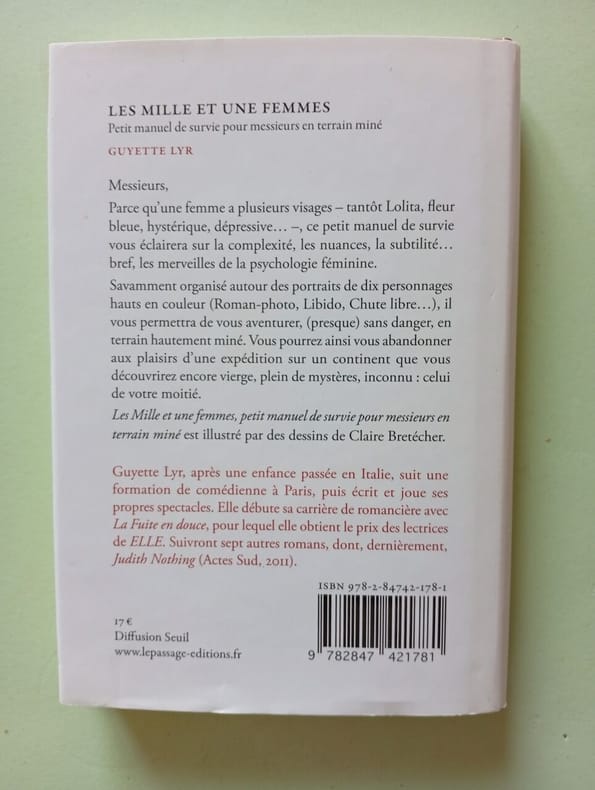 LES MILLE ET UNE FEMMES
Petit manuel de survie pour messieurs en terrain miné
GUYETTE LYR
Messieurs,
Parce qu'une femme a plusieurs visages – tantôt Lolita, fleur
bleue, hystérique, dépressive… –, ce petit manuel de survie
vous éclairera sur la complexité, les nuances, la subtilité…
bref, les merveilles de la psychologie féminine.
Savamment organisé autour des portraits de dix personnages
hauts en couleur (Roman-photo, Libido, Chute libre…), il
vous permettra de vous aventurer, (presque) sans danger, en
terrain hautement miné. Vous pourrez ainsi vous abandonner
aux plaisirs d'une expédition sur un continent que vous
découvrirez encore vierge, plein de mystères, inconnu : celui
de votre moitié.
Les Mille et une femmes, petit manuel de survie pour messieurs en
terrain miné est illustré par des dessins de Claire Bretécher.
Guyette Lyr, après une enfance passée en Italie, suit une
formation de comédienne à Paris, puis écrit et joue ses
propres spectacles. Elle débute sa carrière de romancière avec
La Fuite en douce, pour lequel elle obtient le prix des lectrices
de ELLE. Suivront sept autres romans, dont, dernièrement,
Judith Nothing (Actes Sud, 2011).
ISBN 978-2-84742-178-1
17 €
Diffusion Seuil
www.lepassage-editions.fr
9 782847 421781